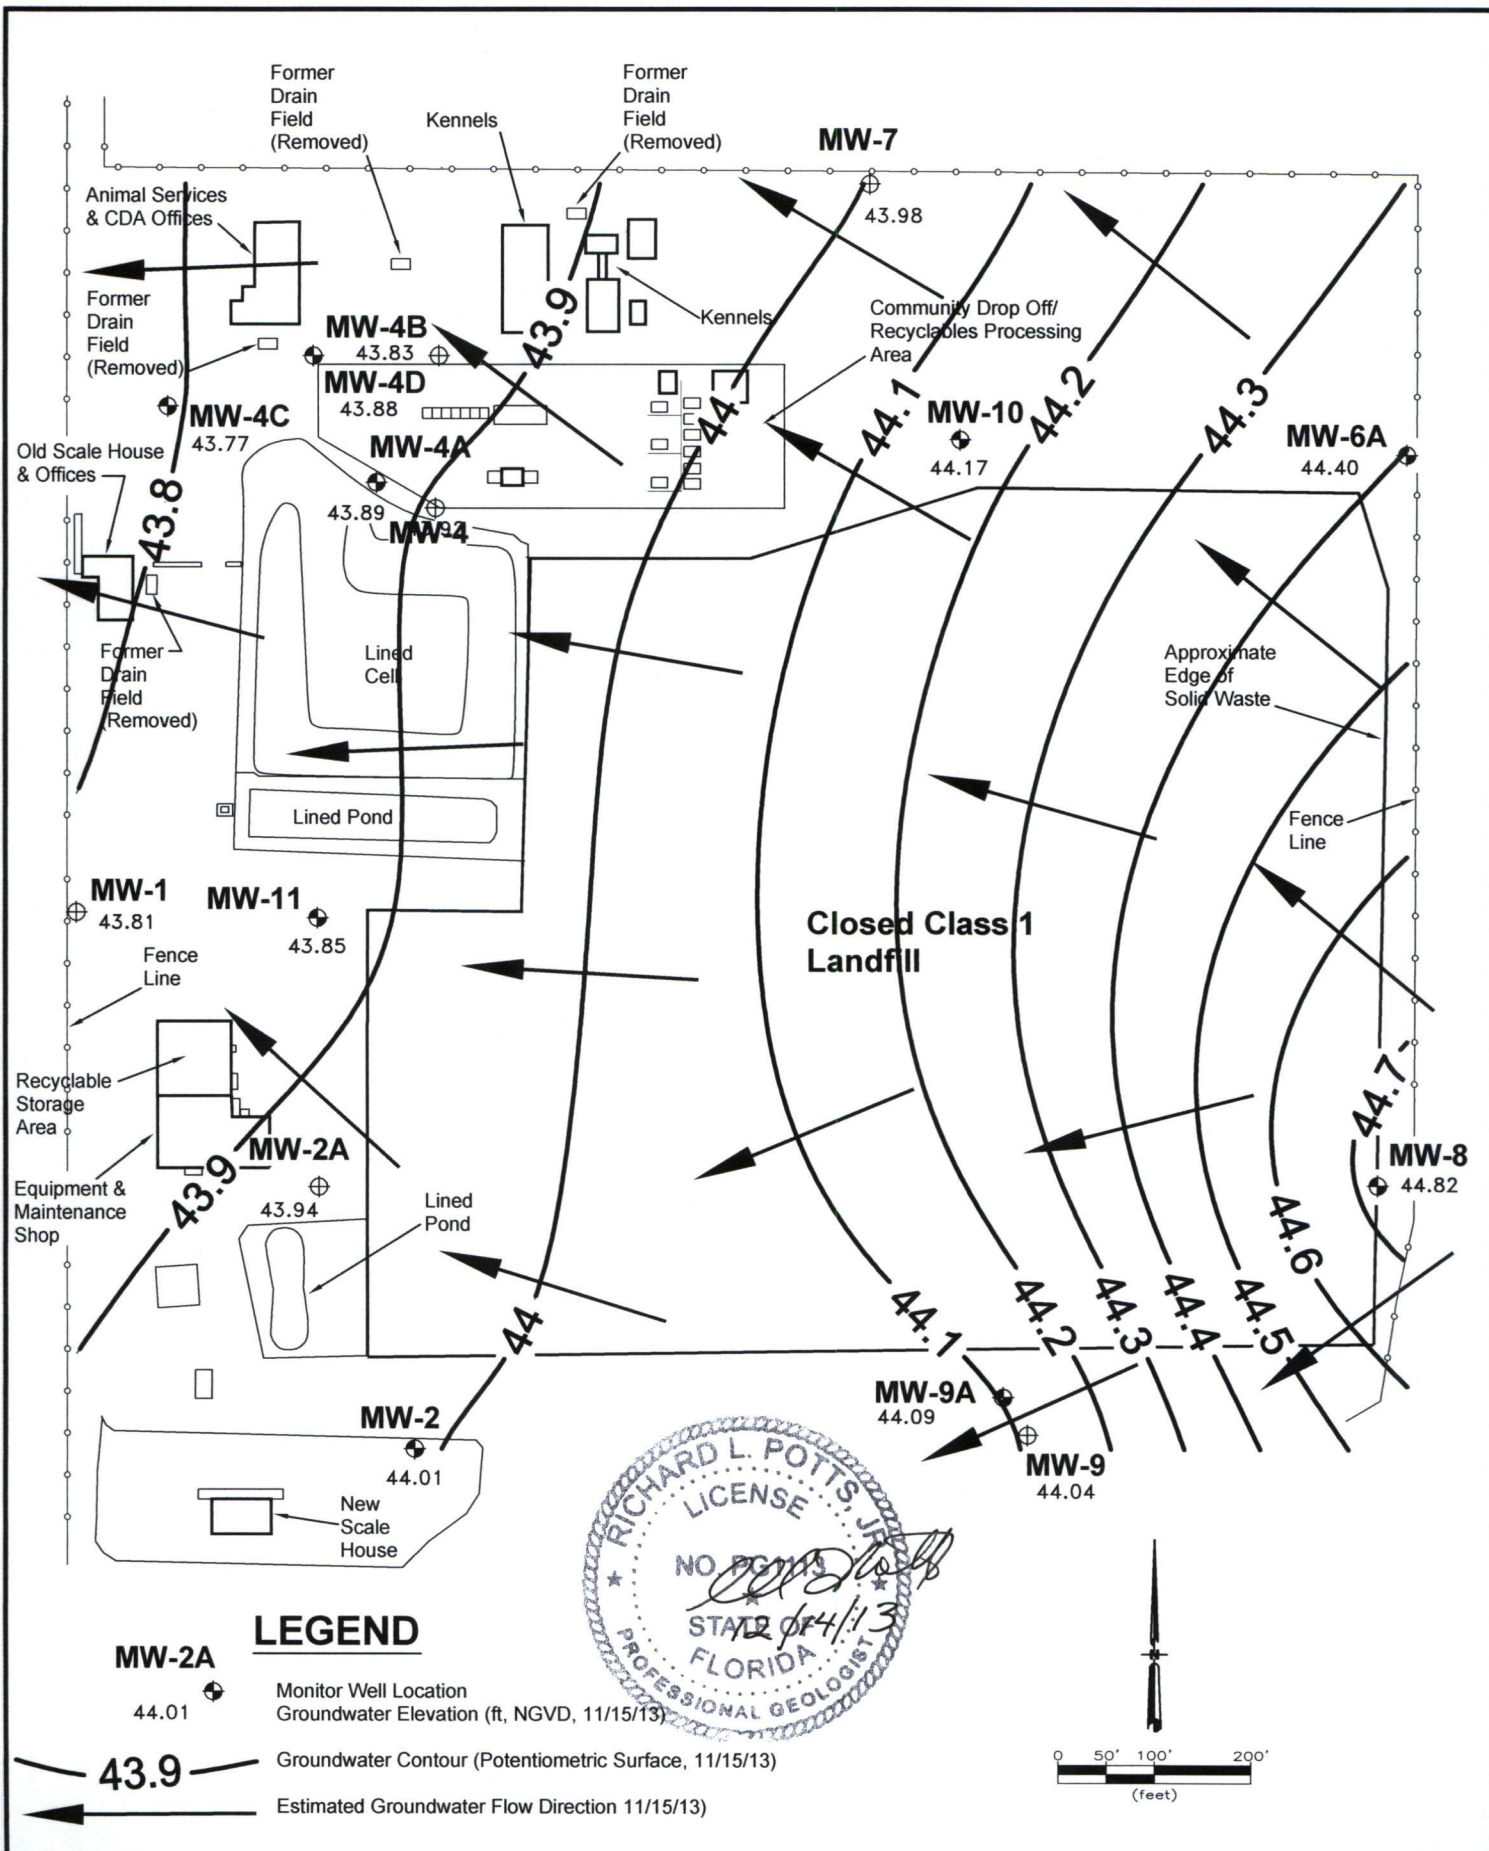 Former
Drain
Field
(Removed)
Kennels
Former
Drain
Field
(Removed)
MW-7
43.98
Animal Services
& CDA Offices
Former
Drain
Field
(Removed)
MW-4B
43.83
MW-4D
43.88
43.9
Kennels
Community Drop Off/
Recyclables Processing
Area
44
44.1
MW-10
44.17
44.2
44.3
MW-6A
44.40
MW-4C
43.77
MW-4A
43.89
MW-4
Old Scale House
& Offices
43.8
Former
Drain
Field
(Removed)
Lined
Cell
Approximate
Edge of
Solid Waste
Lined Pond
Fence
Line
MW-1
43.81
MW-11
43.85
Closed Class 1
Landfill
Fence
Line
Recyclable
Storage
Area
44.7
MW-8
44.82
MW-2A
43.94
43.9
Equipment &
Maintenance
Shop
Lined
Pond
44.6
44
44.1
44.2
44.3
44.4
44.5
MW-9A
44.09
MW-2
44.01
MW-9
44.04
New
Scale
House
RICHARD L. POTTS, JR
LICENSE
NO. PG1113
12/14/13
STATE OF
FLORIDA
PROFESSIONAL GEOLOGIST
LEGEND
MW-2A
44.01
Monitor Well Location
Groundwater Elevation (ft, NGVD, 11/15/13)
43.9
Groundwater Contour (Potentiometric Surface, 11/15/13)
Estimated Groundwater Flow Direction 11/15/13)
N
0 50' 100' 200'
(feet)